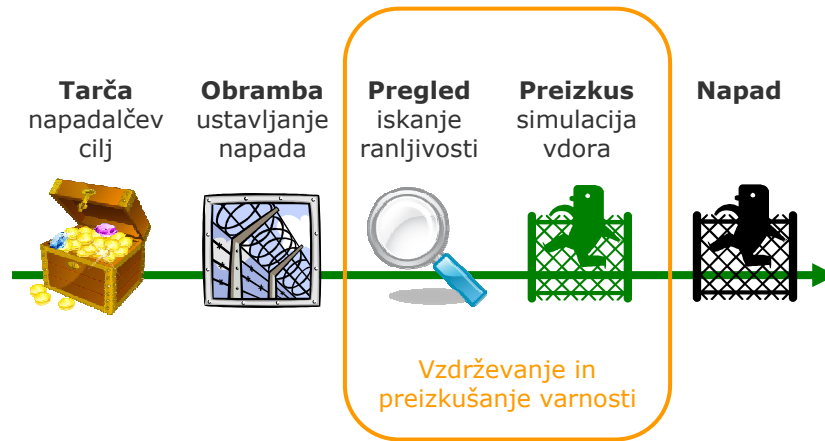 Tarča
napadalčev
cilj
Obramba
ustavljanje
napada
Pregled
iskanje
ranljivosti
Preizkus
simulacija
vdora
Napad
Vzdrževanje in
preizkušanje varnosti